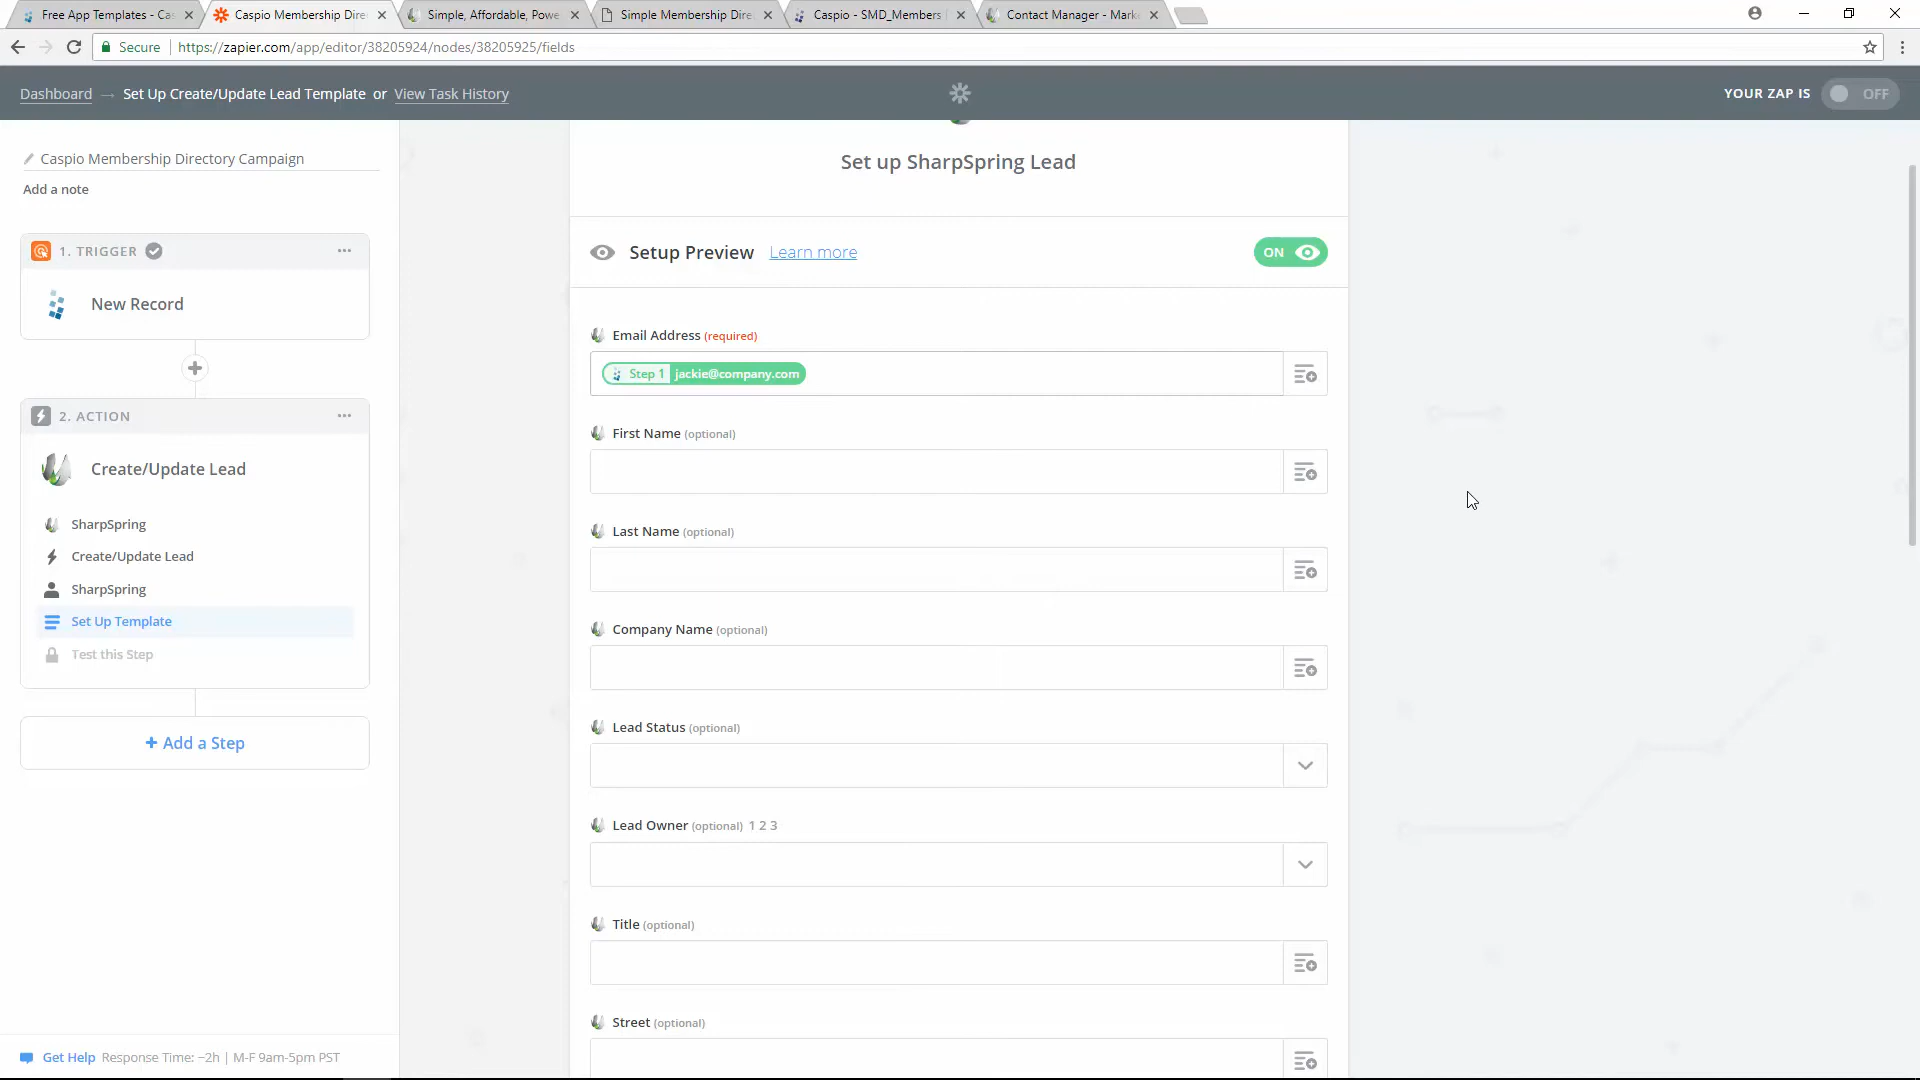 Free App Templates - Cas
Caspio Membership Direc
Simple, Affordable, Powe
Simple Membership Dire
Caspio - SMD_Members
Contact Manager - Mark
Secure
https://zapier.com/app/editor/38205924/nodes/38205925/fields
Dashboard → Set Up Create/Update Lead Template or View Task History
YOUR ZAP IS OFF
Caspio Membership Directory Campaign
Add a note
1. TRIGGER
New Record
2. ACTION
Create/Update Lead
SharpSpring
Create/Update Lead
SharpSpring
Set Up Template
Test this Step
+ Add a Step
Get Help Response Time: ~2h | M-F 9am-5pm PST
Set up SharpSpring Lead
Setup Preview Learn more
ON
Email Address (required)
Step 1 jackie@company.com
First Name (optional)
Last Name (optional)
Company Name (optional)
Lead Status (optional)
Lead Owner (optional) 1 2 3
Title (optional)
Street (optional)